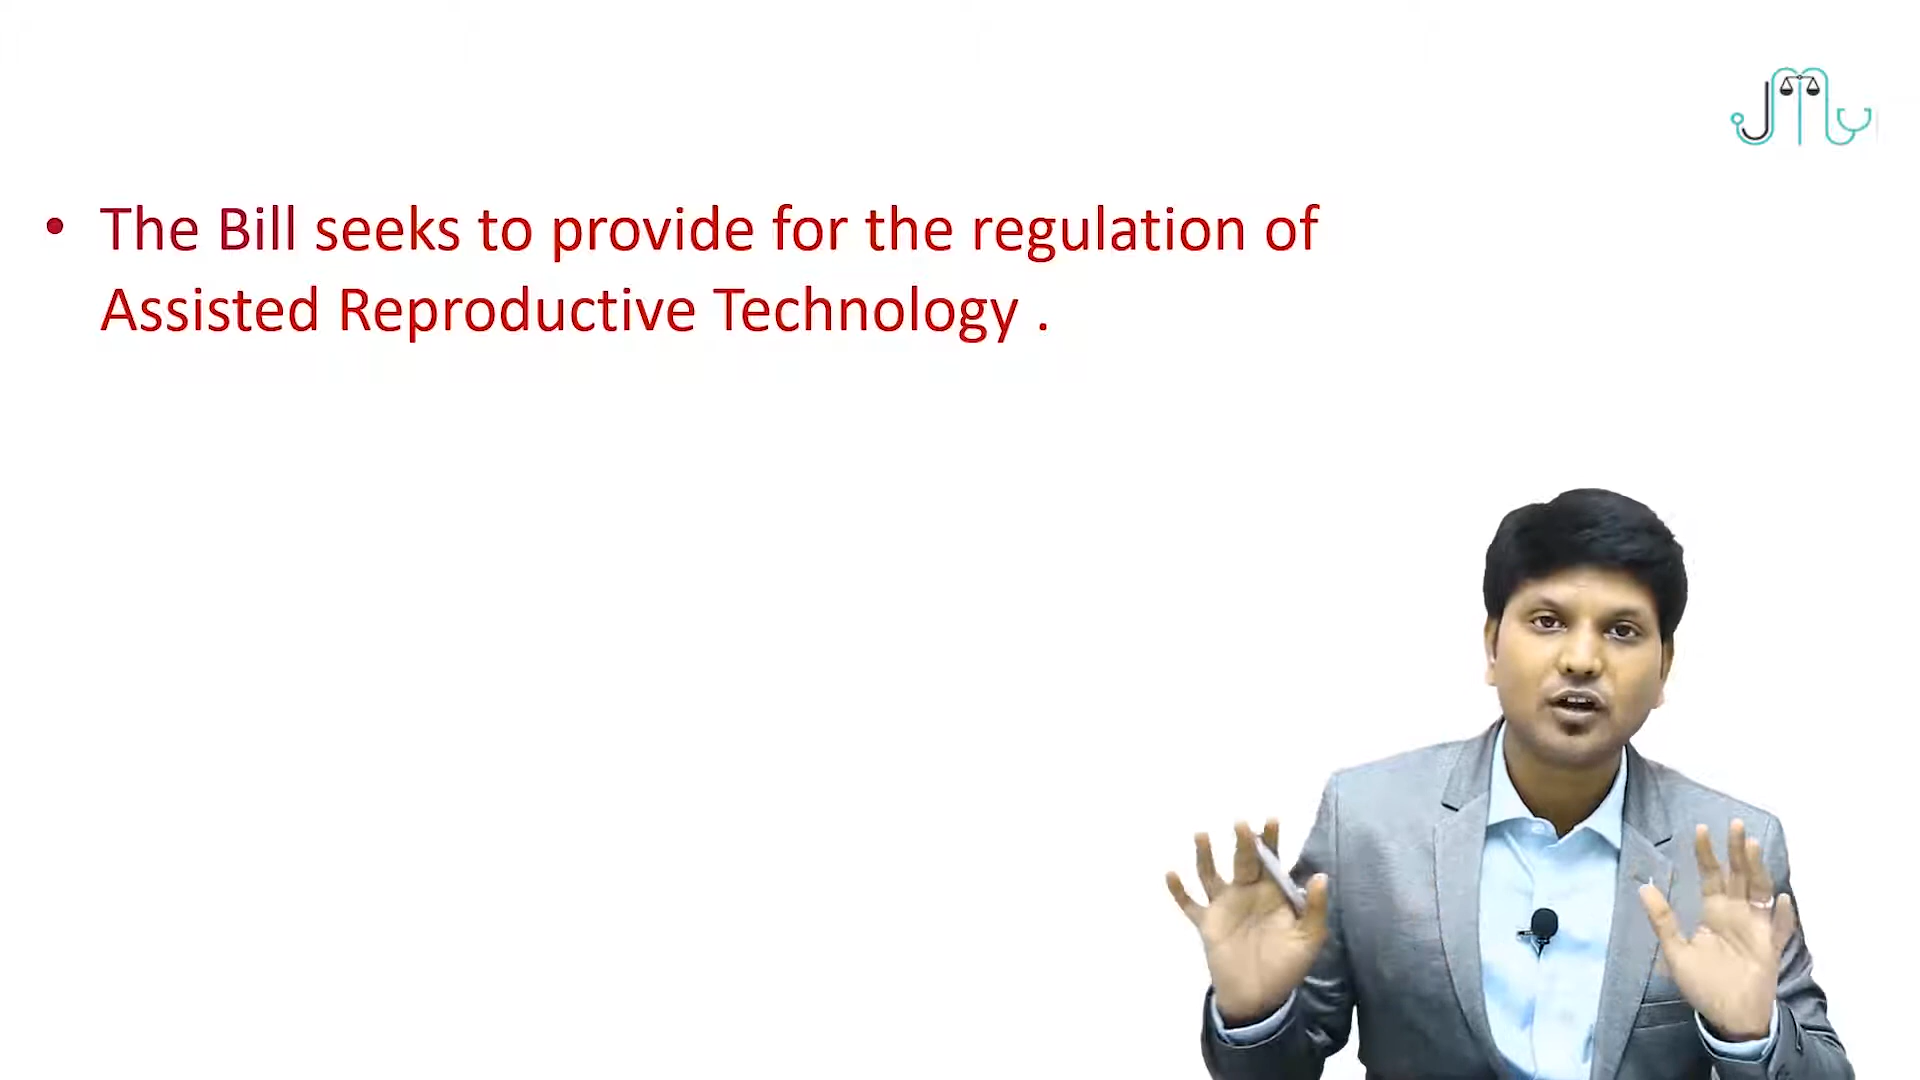 • The Bill seeks to provide for the regulation of
Assisted Reproductive Technology .